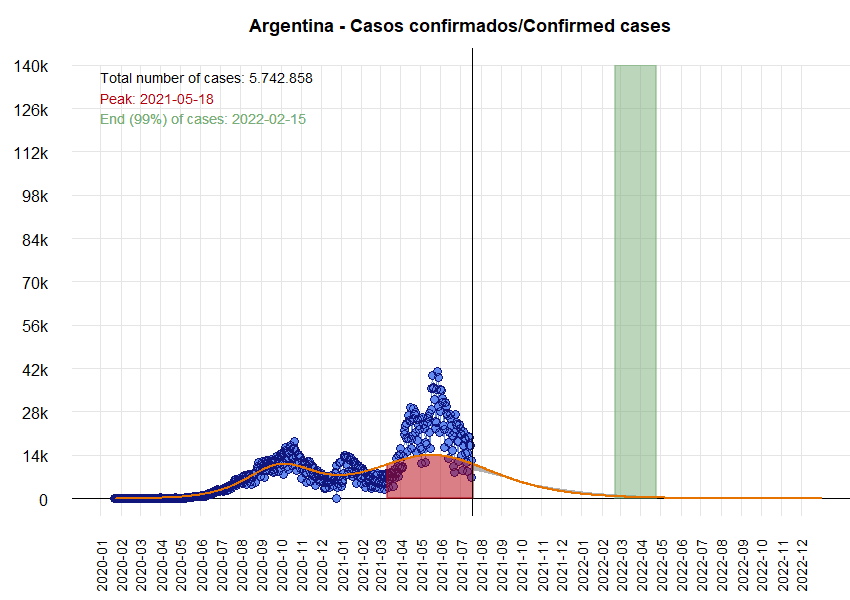 Argentina - Casos confirmados/Confirmed cases
140k
126k
112k
98k
84k
70k
56k
42k
28k
14k
0
Total number of cases: 5.742.858
Peak: 2021-05-18
End (99%) of cases: 2022-02-15
2020-01
2020-02
2020-03
2020-04
2020-05
2020-06
2020-07
2020-08
2020-09
2020-10
2020-11
2020-12
2021-01
2021-02
2021-03
2021-04
2021-05
2021-06
2021-07
2021-08
2021-09
2021-10
2021-11
2021-12
2022-01
2022-02
2022-03
2022-04
2022-05
2022-06
2022-07
2022-08
2022-09
2022-10
2022-11
2022-12